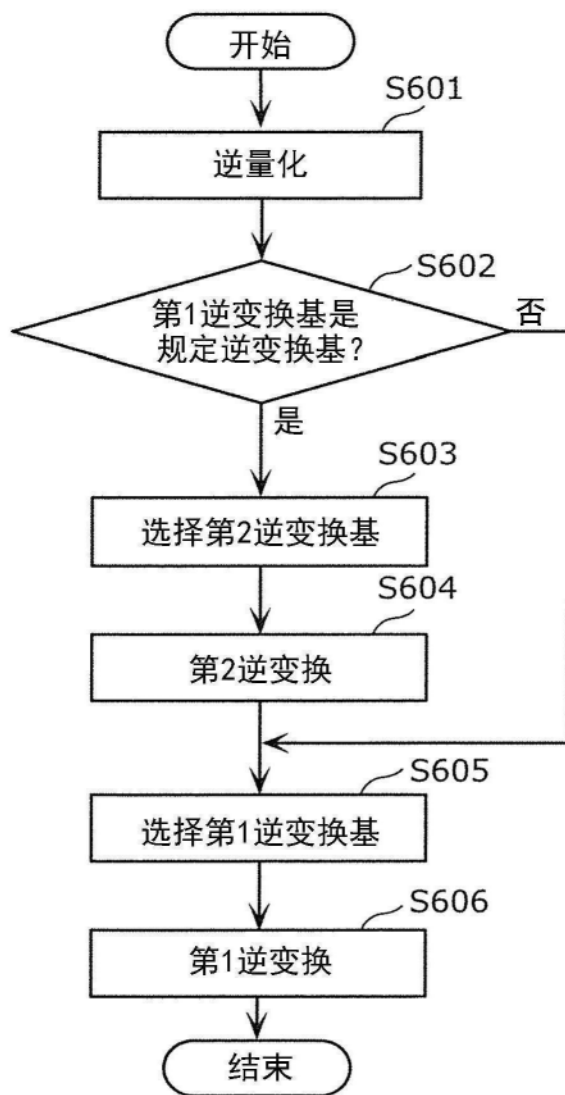 开始
S601
逆量化
S602
第1逆变换基是
规定逆变换基?
否
是
S603
选择第2逆变换基
S604
第2逆变换
S605
选择第1逆变换基
S606
第1逆变换
结束